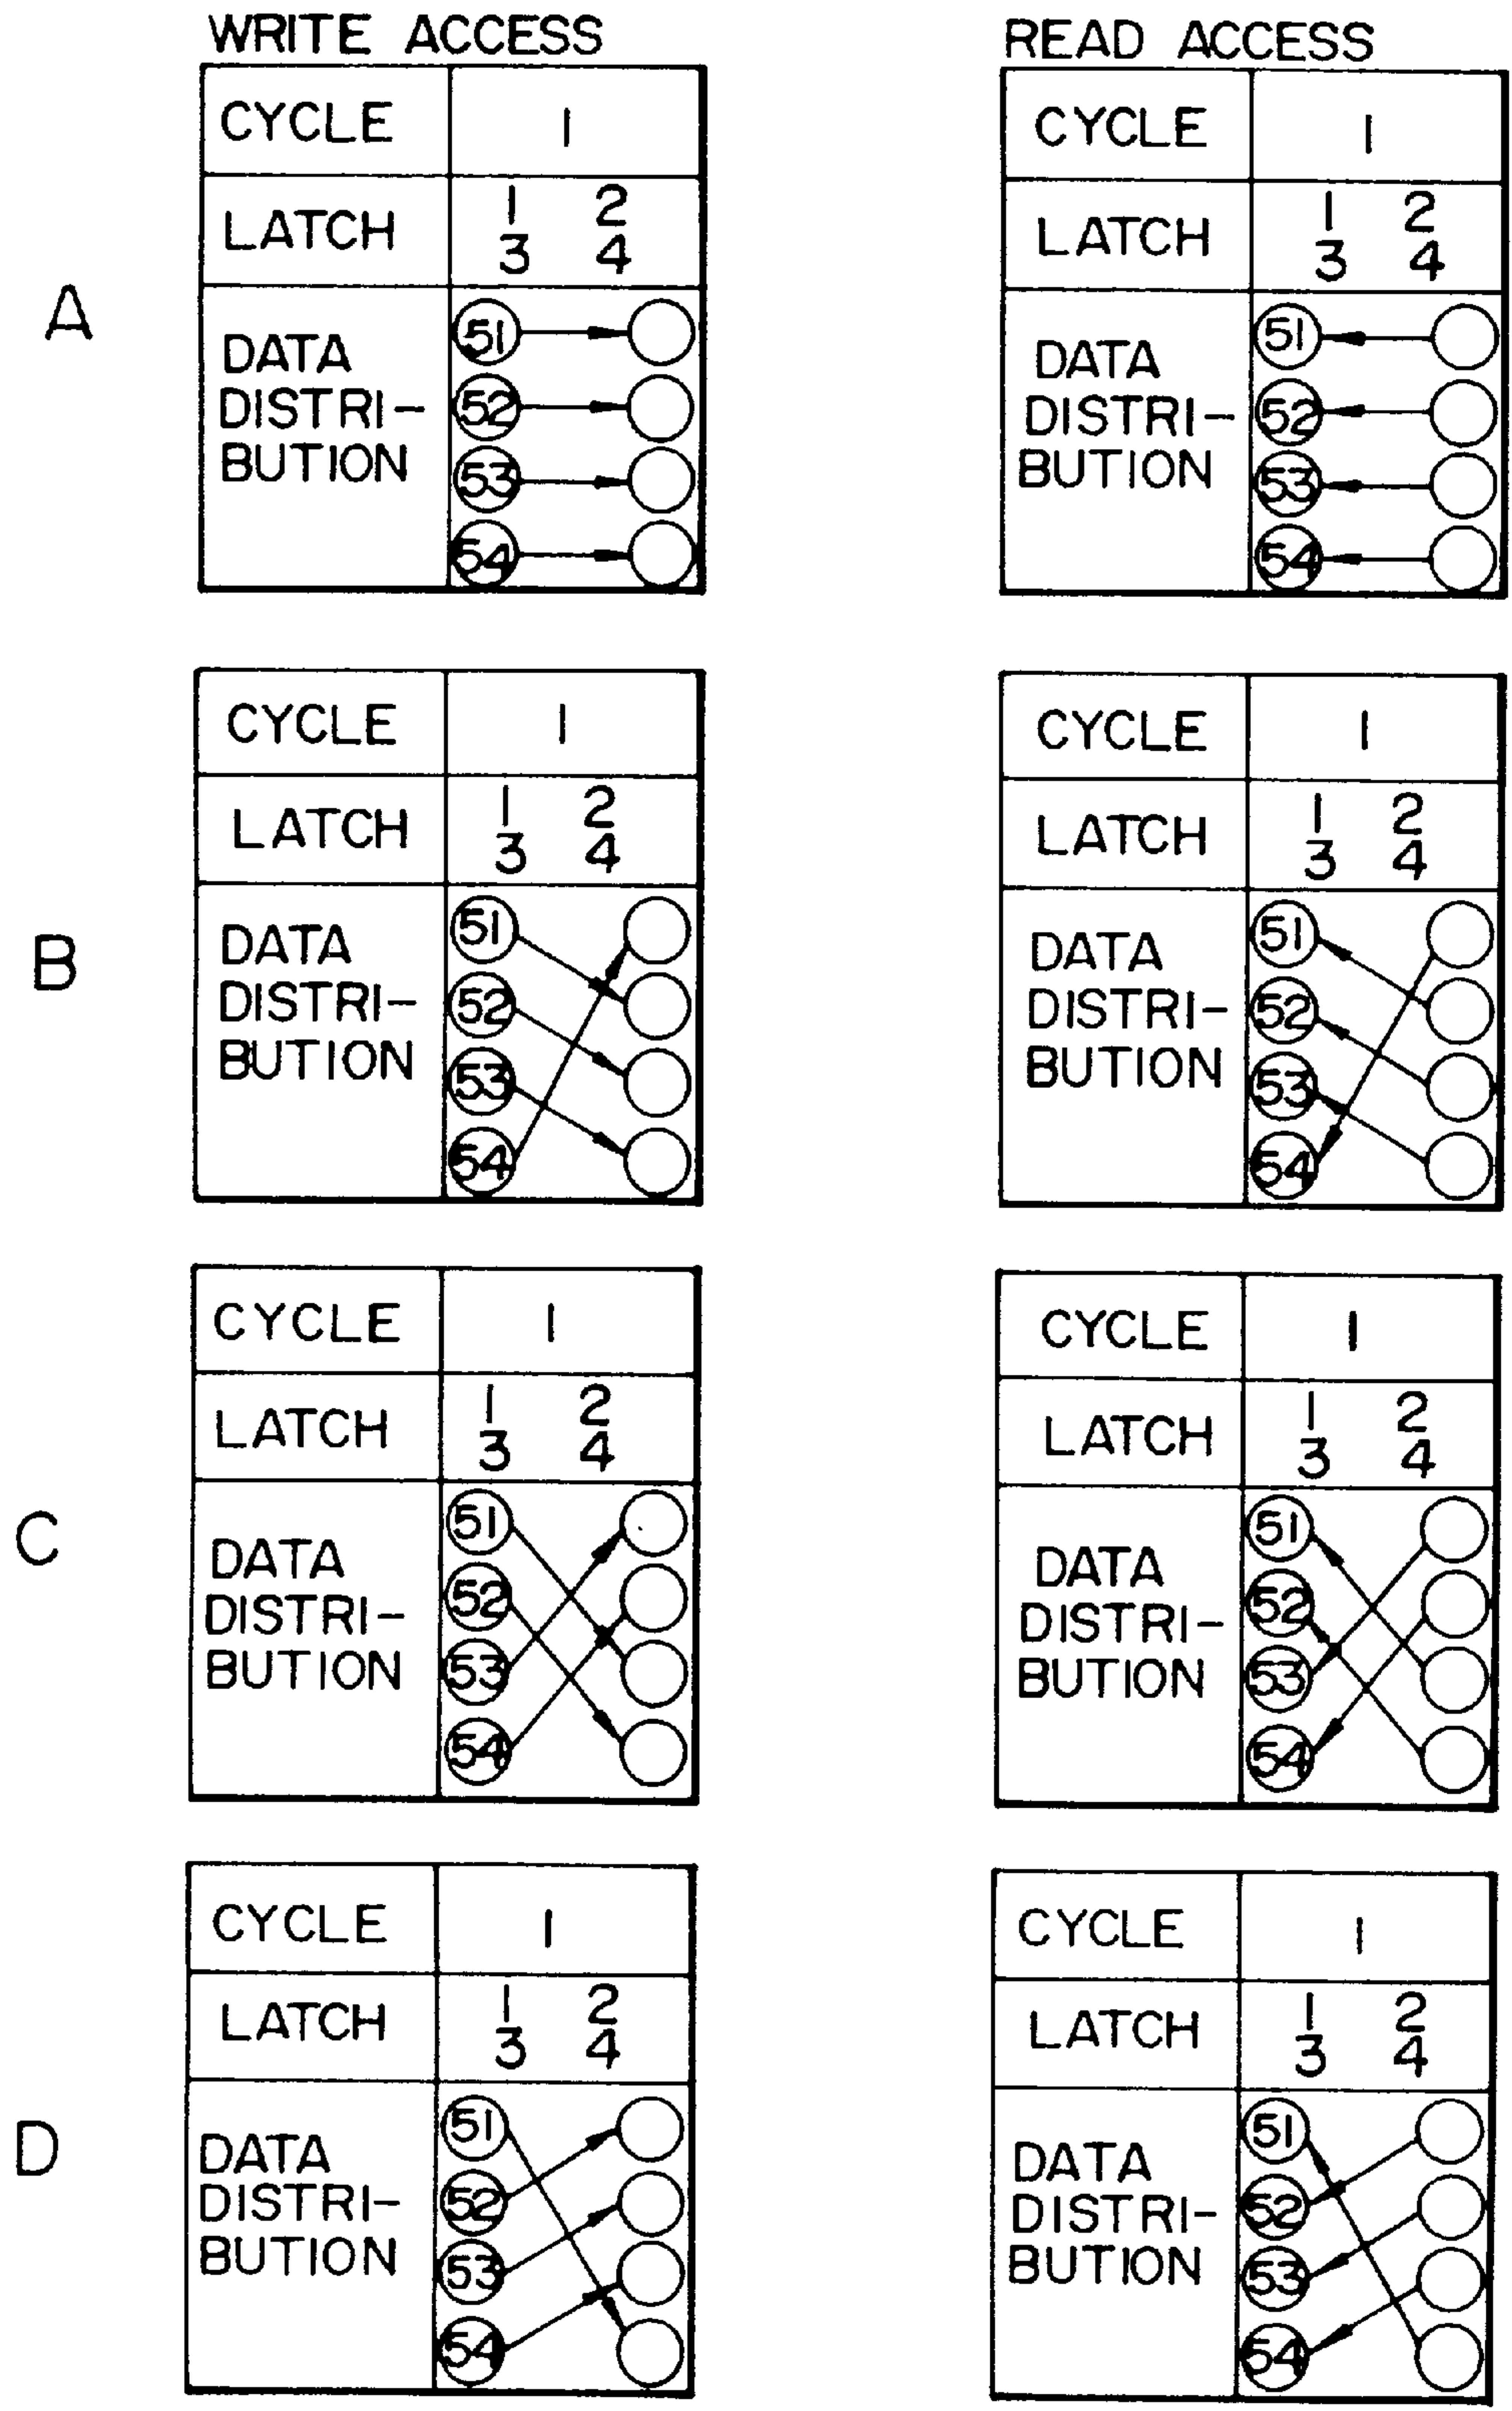 WRITE ACCESS
CYCLE 1
LATCH 1 2
3 4
A
DATA
DISTRI-
BUTION
51
52
53
54
READ ACCESS
CYCLE 1
LATCH 1 2
3 4
DATA
DISTRI-
BUTION
51
52
53
54
B
CYCLE 1
LATCH 1 2
3 4
DATA
DISTRI-
BUTION
51
52
53
54
CYCLE 1
LATCH 1 2
3 4
DATA
DISTRI-
BUTION
51
52
53
54
C
CYCLE 1
LATCH 1 2
3 4
DATA
DISTRI-
BUTION
51
52
53
54
CYCLE 1
LATCH 1 2
3 4
DATA
DISTRI-
BUTION
51
52
53
54
D
CYCLE 1
LATCH 1 2
3 4
DATA
DISTRI-
BUTION
51
52
53
54
CYCLE 1
LATCH 1 2
3 4
DATA
DISTRI-
BUTION
51
52
53
54